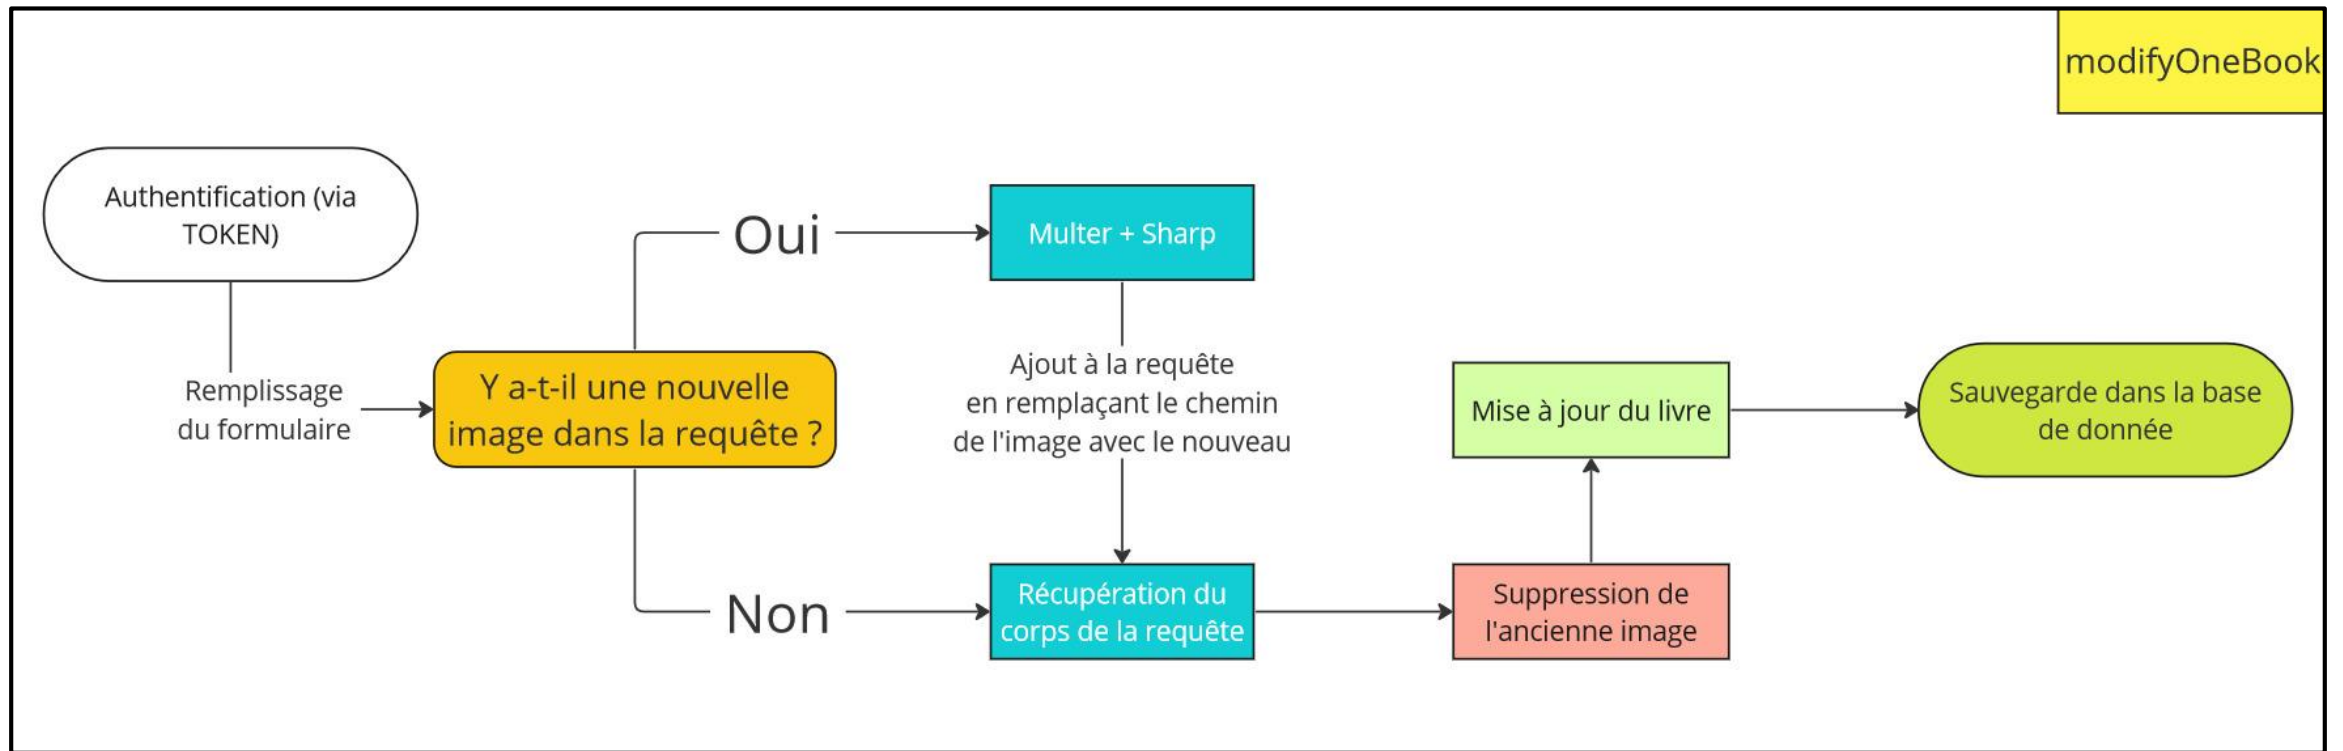 modifyOneBook
Authentification (via
TOKEN)
Remplissage
du formulaire
Y a-t-il une nouvelle
image dans la requête ?
Oui
Multer + Sharp
Ajout à la requête
en remplaçant le chemin
de l'image avec le nouveau
Non
Récupération du
corps de la requête
Suppression de
l'ancienne image
Mise à jour du livre
Sauvegarde dans la base
de donnée